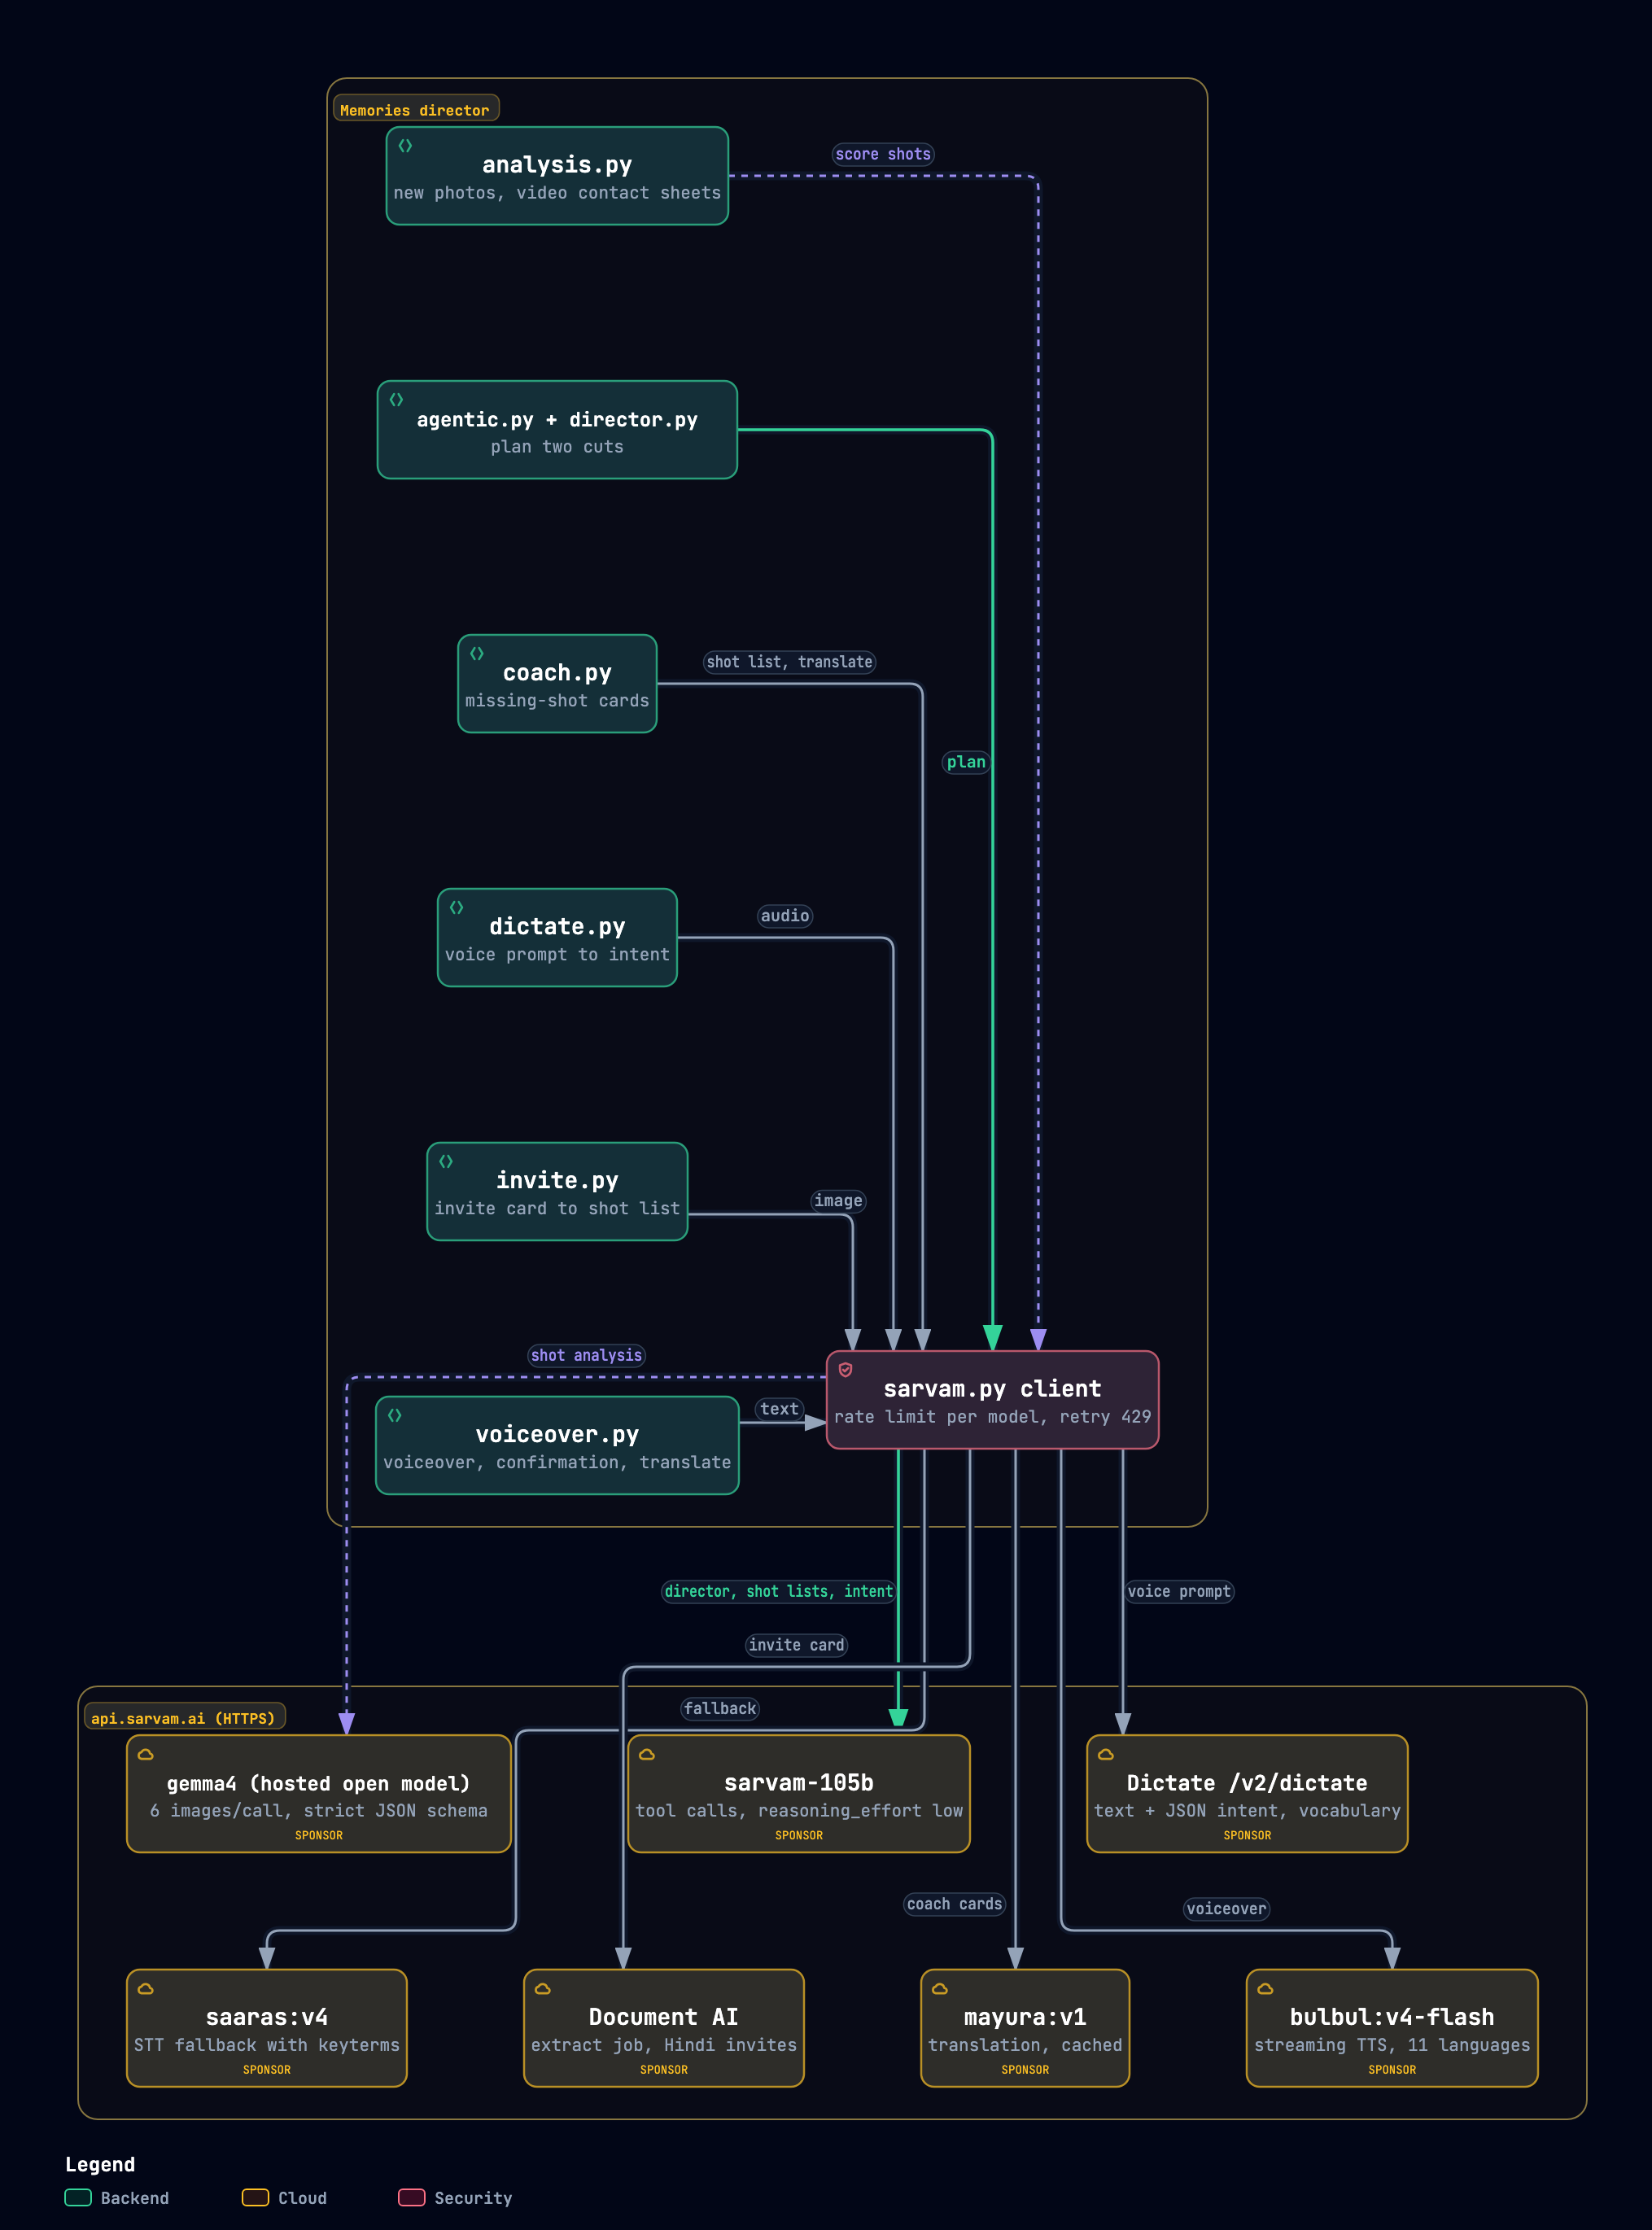 Memories director
analysis.py
new photos, video contact sheets
score shots
agentic.py + director.py
plan two cuts
coach.py
missing-shot cards
shot list, translate
plan
dictate.py
voice prompt to intent
audio
invite.py
invite card to shot list
image
shot analysis
sarvam.py client
rate limit per model, retry 429
text
voiceover.py
voiceover, confirmation, translate
director, shot lists, intent
voice prompt
invite card
api.sarvam.ai (HTTPS)
fallback
gemma4 (hosted open model)
6 images/call, strict JSON schema
SPONSOR
sarvam-105b
tool calls, reasoning_effort low
SPONSOR
Dictate /v2/dictate
text + JSON intent, vocabulary
SPONSOR
coach cards
voiceover
saaras:v4
STT fallback with keyterms
SPONSOR
Document AI
extract job, Hindi invites
SPONSOR
mayura:v1
translation, cached
SPONSOR
bulbul:v4-flash
streaming TTS, 11 languages
SPONSOR
Legend
Backend
Cloud
Security